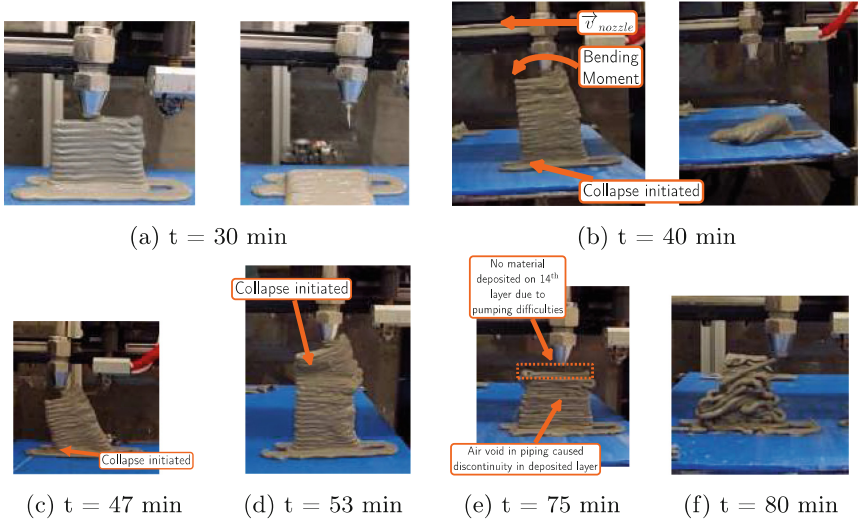 $\overrightarrow{v}_{nozzle}$
Bending
Moment
Collapse initiated
(a) t = 30 min
(b) t = 40 min
No material
deposited on 14th
layer due to
pumping difficulties
Collapse initiated
Collapse initiated
Air void in piping caused
discontinuity in deposited layer
(c) t = 47 min
(d) t = 53 min
(e) t = 75 min
(f) t = 80 min